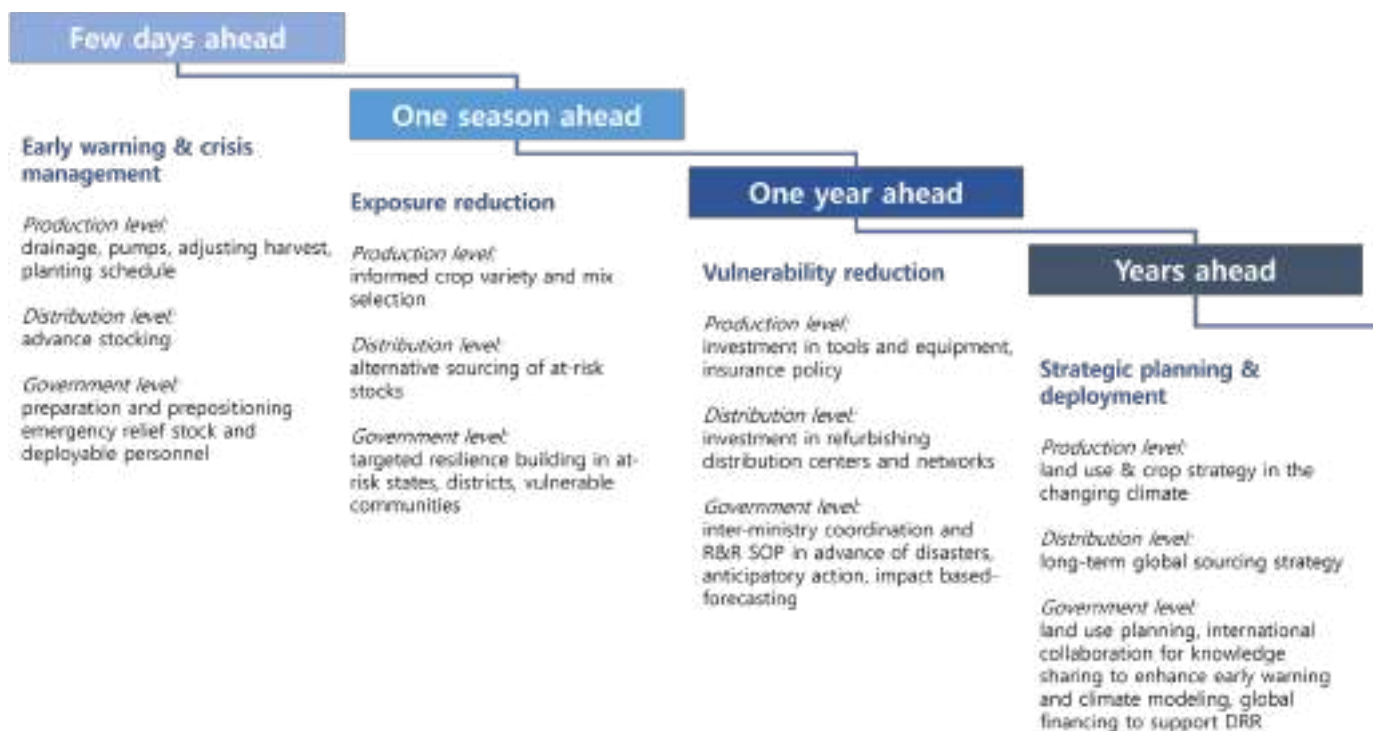 Few days ahead
Early warning & crisis
management
Production level:
drainage, pumps, adjusting harvest,
planting schedule
Distribution level:
advance stocking
Government level:
preparation and prepositioning
emergency relief stock and
deployable personnel
One season ahead
Exposure reduction
Production level:
informed crop variety and mix
selection
Distribution level:
alternative sourcing of at-risk
stocks
Government level:
targeted resilience building in at-
risk states, districts, vulnerable
communities
One year ahead
Vulnerability reduction
Production level:
investment in tools and equipment,
insurance policy
Distribution level:
investment in refurbishing
distribution centers and networks
Government level:
inter-ministry coordination and
R&R SOP in advance of disasters,
anticipatory action, impact based-
forecasting
Years ahead
Strategic planning &
deployment
Production level:
land use & crop strategy in the
changing climate
Distribution level:
long-term global sourcing strategy
Government level:
land use planning, international
collaboration for knowledge
sharing to enhance early warning
and climate modeling, global
financing to support DRR